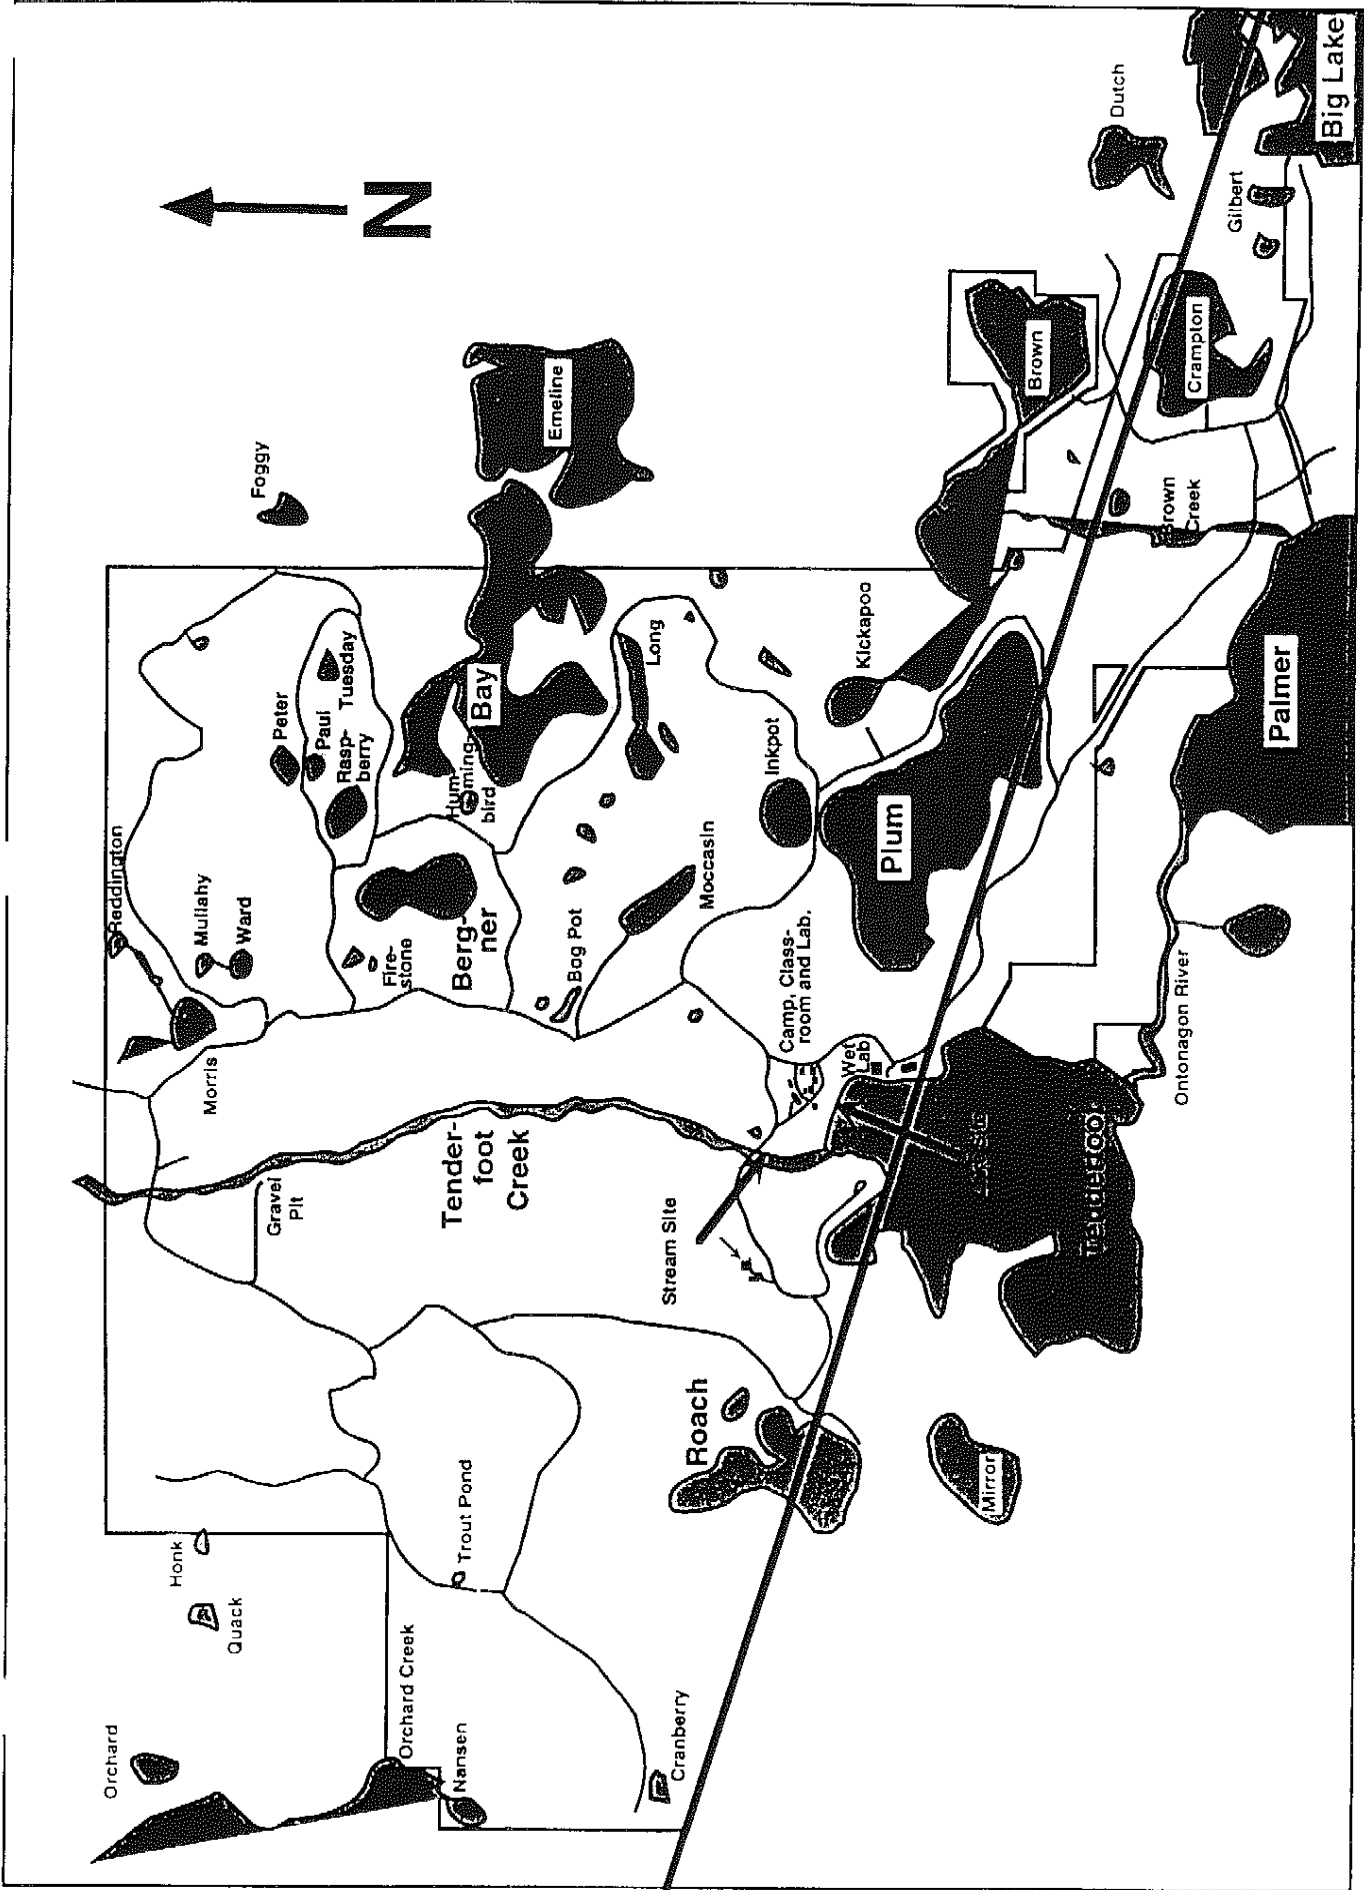 Orchard
Quack
Honk
Orchard Creek
Nansen
Trout Pond
Cranberry
Roach
Mirror
Gravel
Pit
Tender-
foot
Creek
Stream Site
Morris
Reddington
Mullahy
Ward
Fire-
stone
Berg-
ner
Bog Pot
Moccasin
Camp, Class-
room and Lab.
Wet
Lab
Ontonagon River
Peter
Paul
Rasp-
berry
Tuesday
Hum-
ming-
bird
Bay
Long
Inkpot
Kickapoo
Plum
Palmer
Foggy
Emeline
N
Brown
Creek
Brown
Crampton
Gilbert
Dutch
Big Lake
Tenderfoot